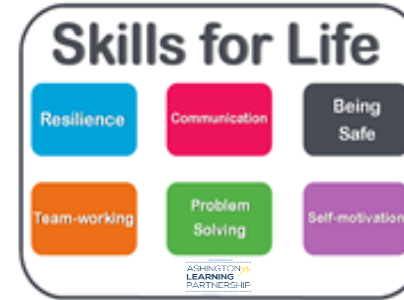 Skills for Life
Resilience
Communication
Being
Safe
Team-working
Problem
Solving
Self-motivation
ASHINGTON
LEARNING
PARTNERSHIP